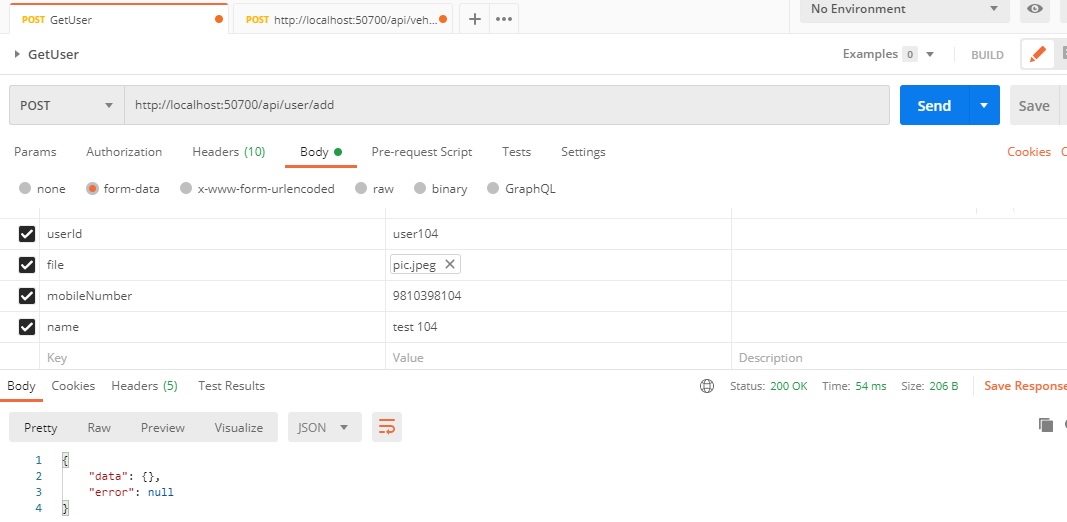 POST GetUser POST http://localhost:50700/api/veh... + ••• No Environment
GetUser Examples 0 BUILD
POST http://localhost:50700/api/user/add Send Save
Params Authorization Headers (10) Body Pre-request Script Tests Settings Cookies C
none form-data x-www-form-urlencoded raw binary GraphQL
userId user104
file pic.jpeg
mobileNumber 9810398104
name test 104
Key Value Description
Body Cookies Headers (5) Test Results Status: 200 OK Time: 54 ms Size: 206 B Save Response
Pretty Raw Preview Visualize JSON
1 {
2 "data": {},
3 "error": null
4 }